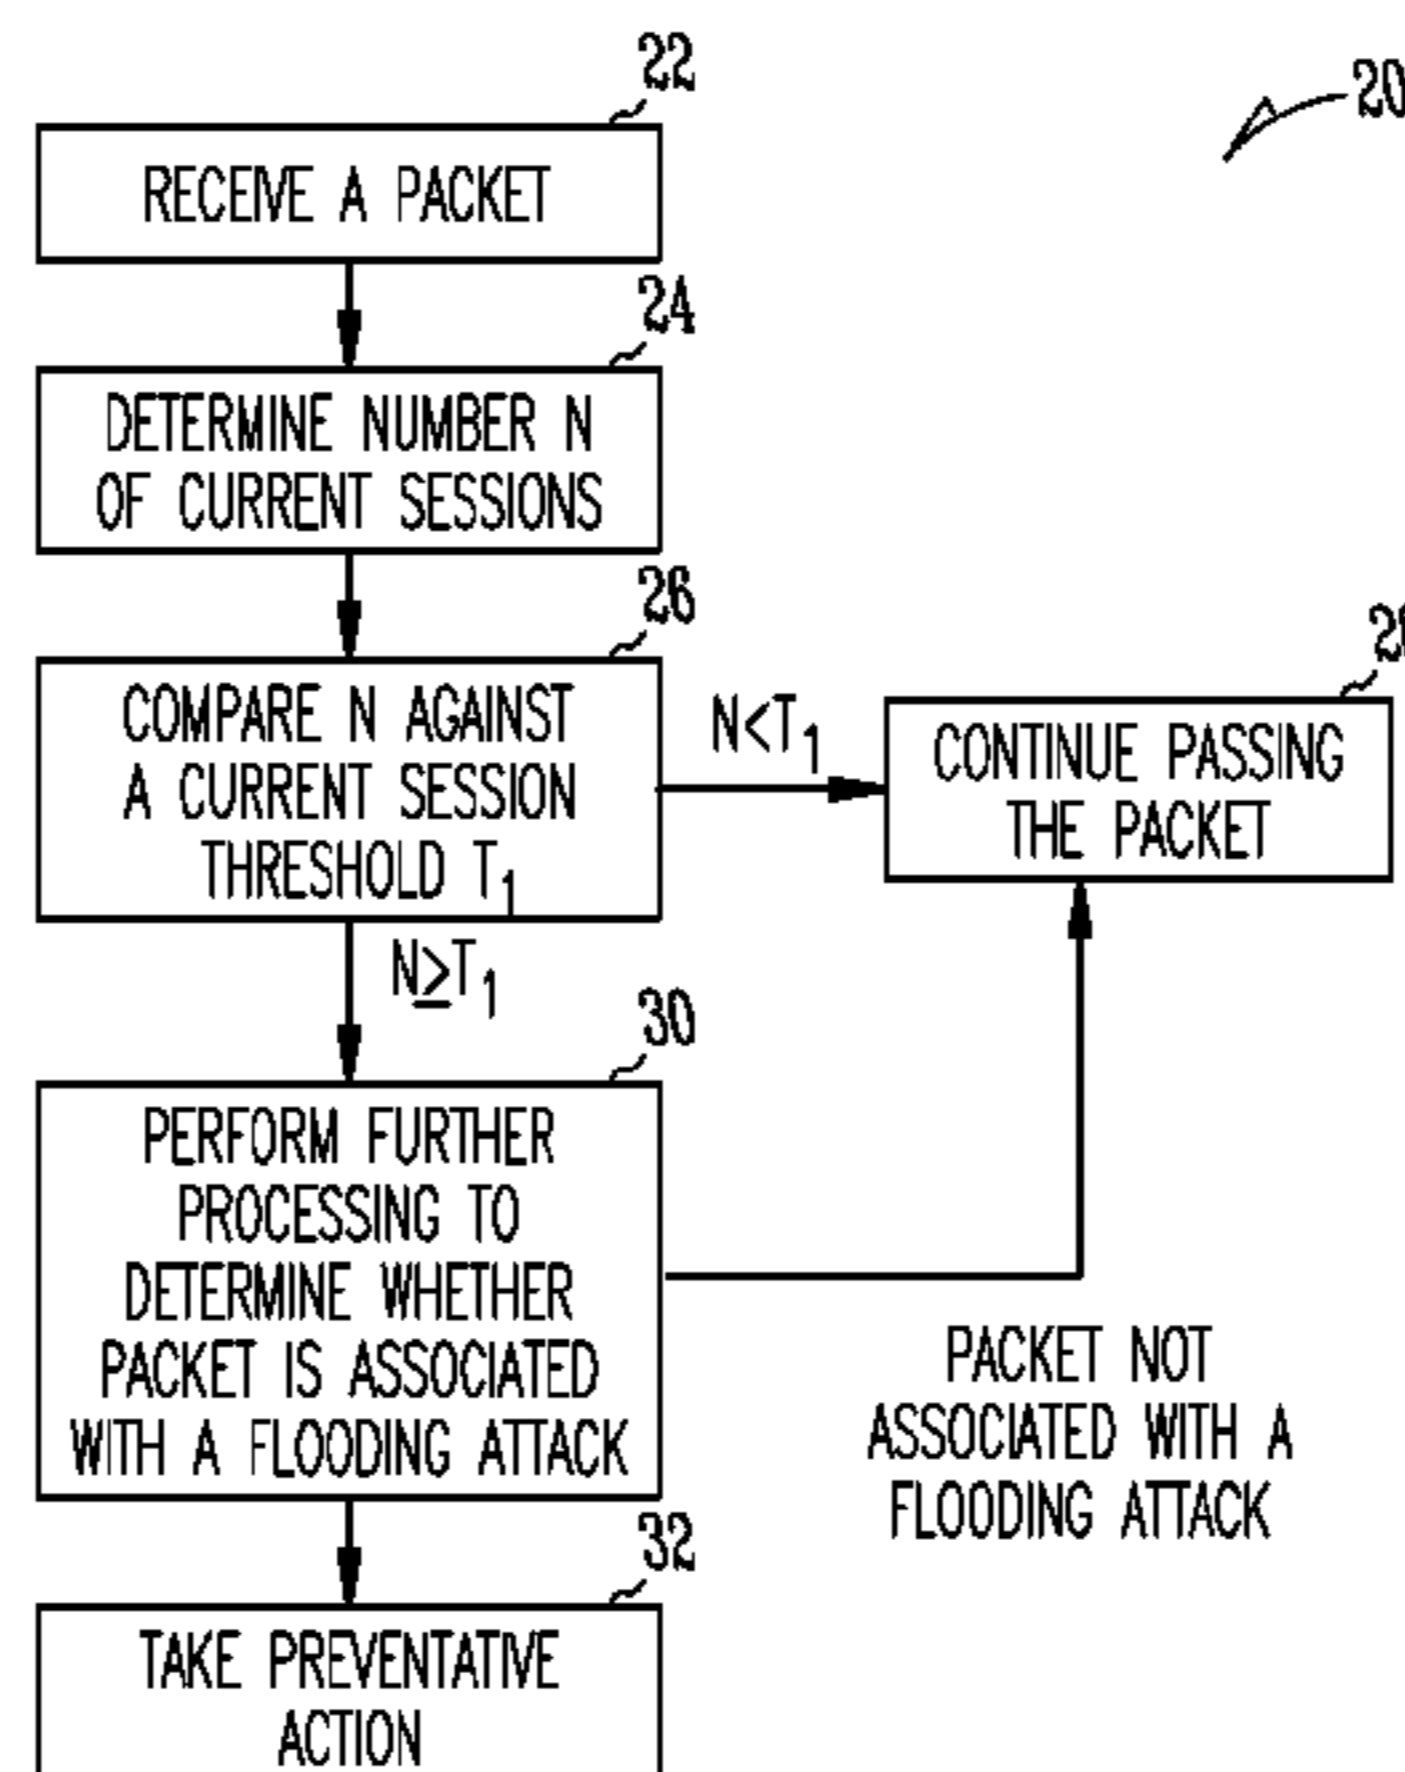 22
20
RECEIVE A PACKET
24
DETERMINE NUMBER N
OF CURRENT SESSIONS
26
COMPARE N AGAINST
A CURRENT SESSION
THRESHOLD T1
N<T1
CONTINUE PASSING
THE PACKET
N≥T1
30
PERFORM FURTHER
PROCESSING TO
DETERMINE WHETHER
PACKET IS ASSOCIATED
WITH A FLOODING ATTACK
PACKET NOT
ASSOCIATED WITH A
FLOODING ATTACK
32
TAKE PREVENTATIVE
ACTION